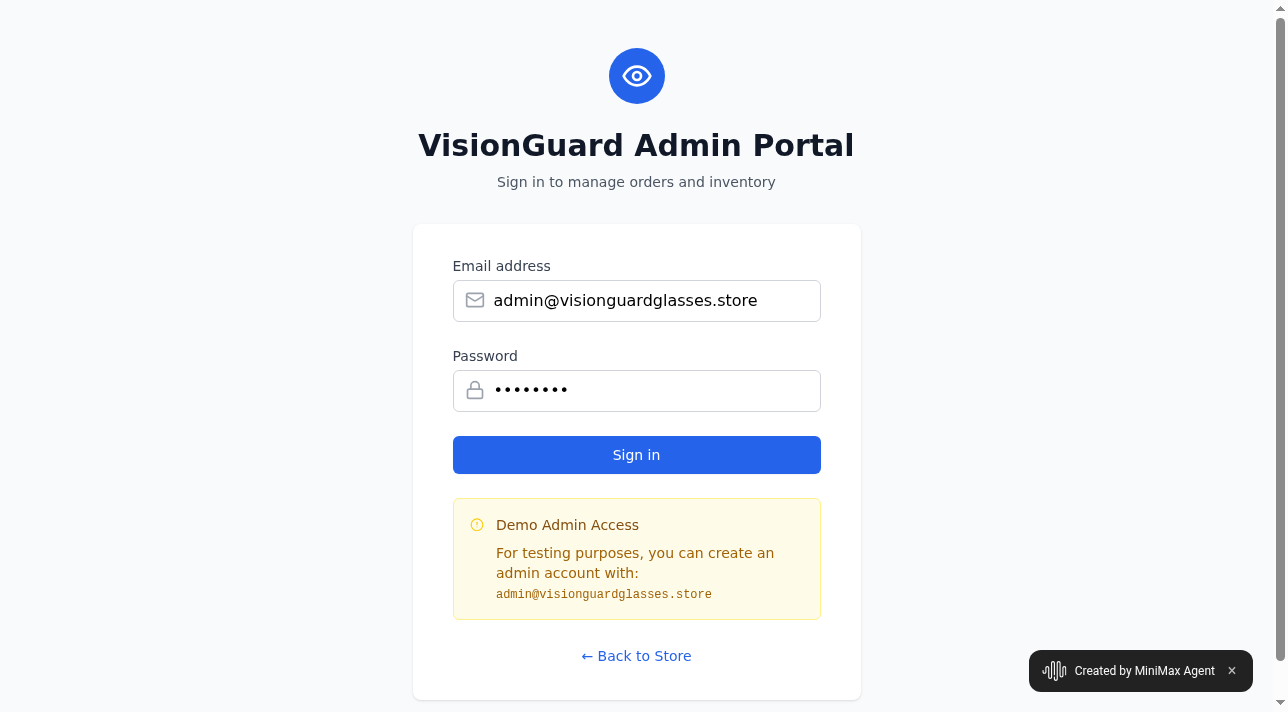 VisionGuard Admin Portal
Sign in to manage orders and inventory
Email address
admin@visionguardglasses.store
Password
••••••••
Sign in
Demo Admin Access
For testing purposes, you can create an
admin account with:
admin@visionguardglasses.store
← Back to Store
Created by MiniMax Agent ×